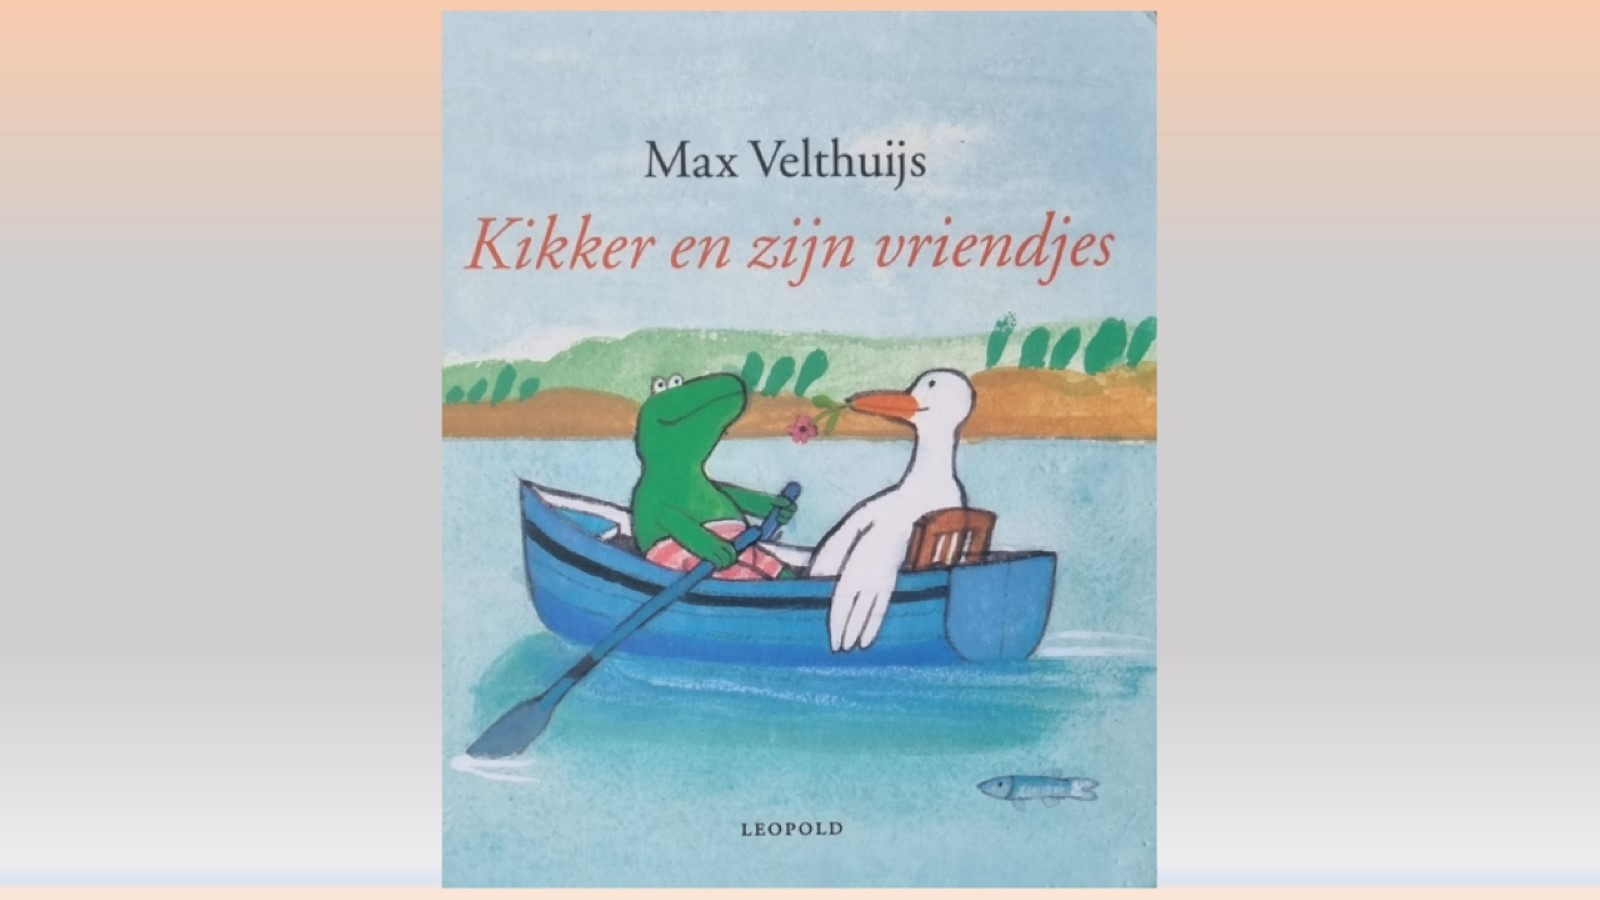 Max Velthuijs
Kikker en zijn vriendjes
LEOPOLD